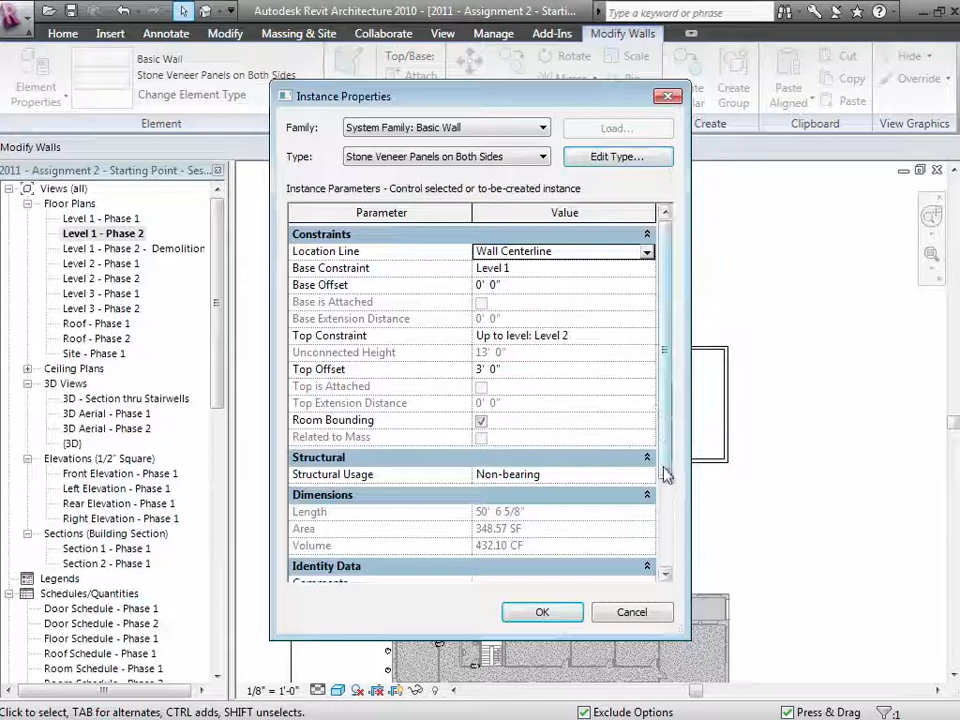 Autodesk Revit Architecture 2010 - [2011 - Assignment 2 - Starting...
Type a keyword or phrase
Home Insert Annotate Modify Massing & Site Collaborate View Manage Add-Ins Modify Walls
Element
Properties
Basic Wall
Stone Veneer Panels on Both Sides
Change Element Type
Top/Base:
Attach
Rotate
Scale
Pin
Create
Group
Paste
Aligned
Cut
Copy
Paste
Hide
Override
Element Create Clipboard View Graphics
Modify Walls
2011 - Assignment 2 - Starting Point - Ses...
Views (all)
Floor Plans
Level 1 - Phase 1
Level 1 - Phase 2
Level 1 - Phase 2 - Demolition
Level 2 - Phase 1
Level 2 - Phase 2
Level 3 - Phase 1
Level 3 - Phase 2
Roof - Phase 1
Roof - Phase 2
Site - Phase 1
Ceiling Plans
3D Views
3D - Section thru Stairwells
3D Aerial - Phase 1
3D Aerial - Phase 2
{3D}
Elevations (1/2" Square)
Front Elevation - Phase 1
Left Elevation - Phase 1
Rear Elevation - Phase 1
Right Elevation - Phase 1
Sections (Building Section)
Section 1 - Phase 1
Section 2 - Phase 1
Legends
Schedules/Quantities
Door Schedule - Phase 1
Door Schedule - Phase 2
Floor Schedule - Phase 1
Roof Schedule - Phase 1
Room Schedule - Phase 1
Instance Properties
Family: System Family: Basic Wall Load...
Type: Stone Veneer Panels on Both Sides Edit Type...
Instance Parameters - Control selected or to-be-created instance
Parameter Value
Constraints
Location Line Wall Centerline
Base Constraint Level 1
Base Offset 0' 0"
Base is Attached
Base Extension Distance 0' 0"
Top Constraint Up to level: Level 2
Unconnected Height 13' 0"
Top Offset 3' 0"
Top is Attached
Top Extension Distance 0' 0"
Room Bounding
Related to Mass
Structural
Structural Usage Non-bearing
Dimensions
Length 50' 6 5/8"
Area 348.57 SF
Volume 432.10 CF
Identity Data
Comments
OK Cancel
1/8" = 1'-0"
Click to select, TAB for alternates, CTRL adds, SHIFT unselects.
Exclude Options Press & Drag :1